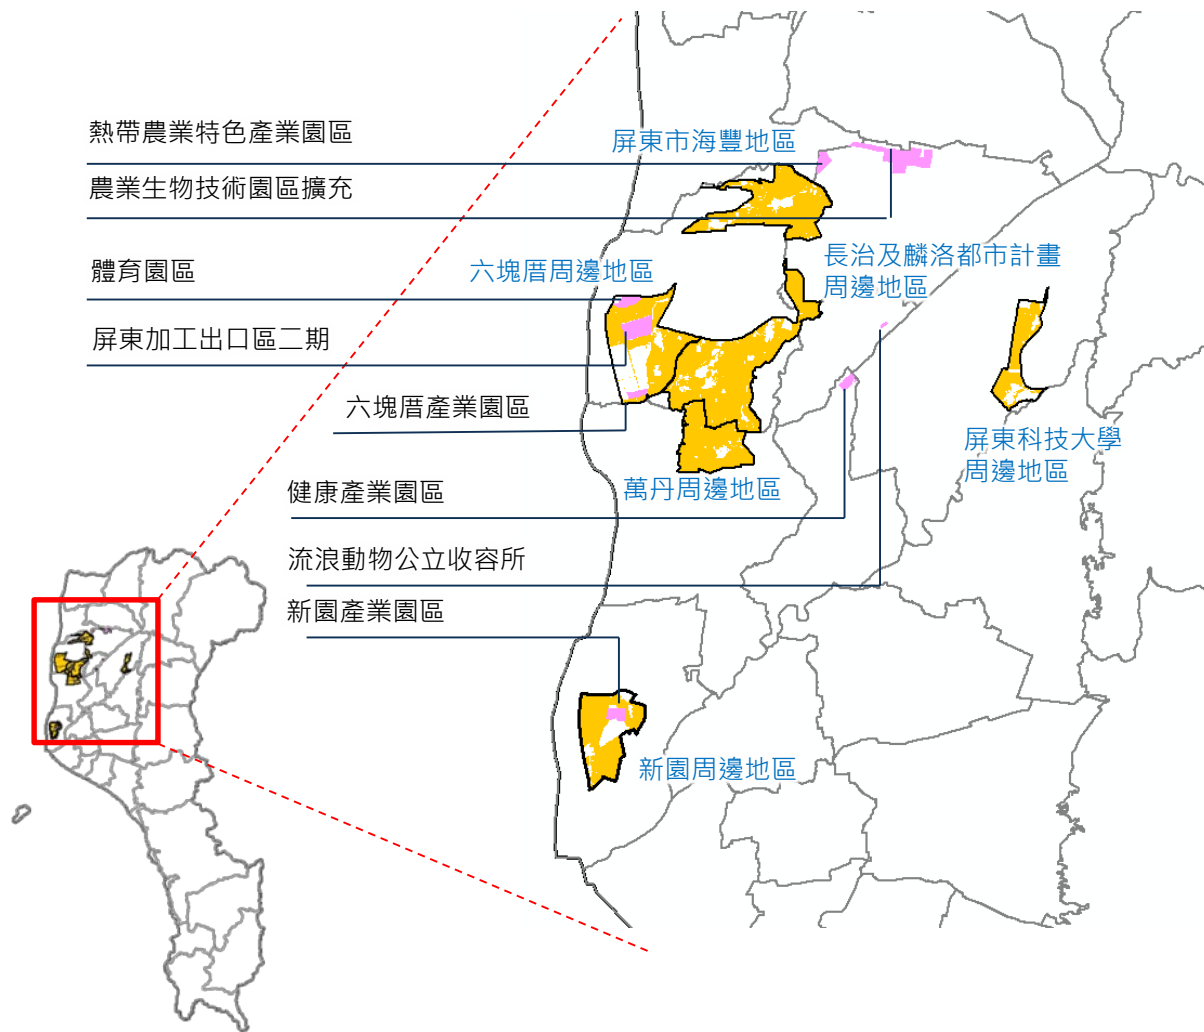 熱帶農業特色產業園區
屏東市海豐地區
農業生物技術園區擴充
體育園區
六塊厝周邊地區
長治及麟洛都市計畫
周邊地區
屏東加工出口區二期
六塊厝產業園區
屏東科技大學
周邊地區
健康產業園區
萬丹周邊地區
流浪動物公立收容所
新園產業園區
新園周邊地區